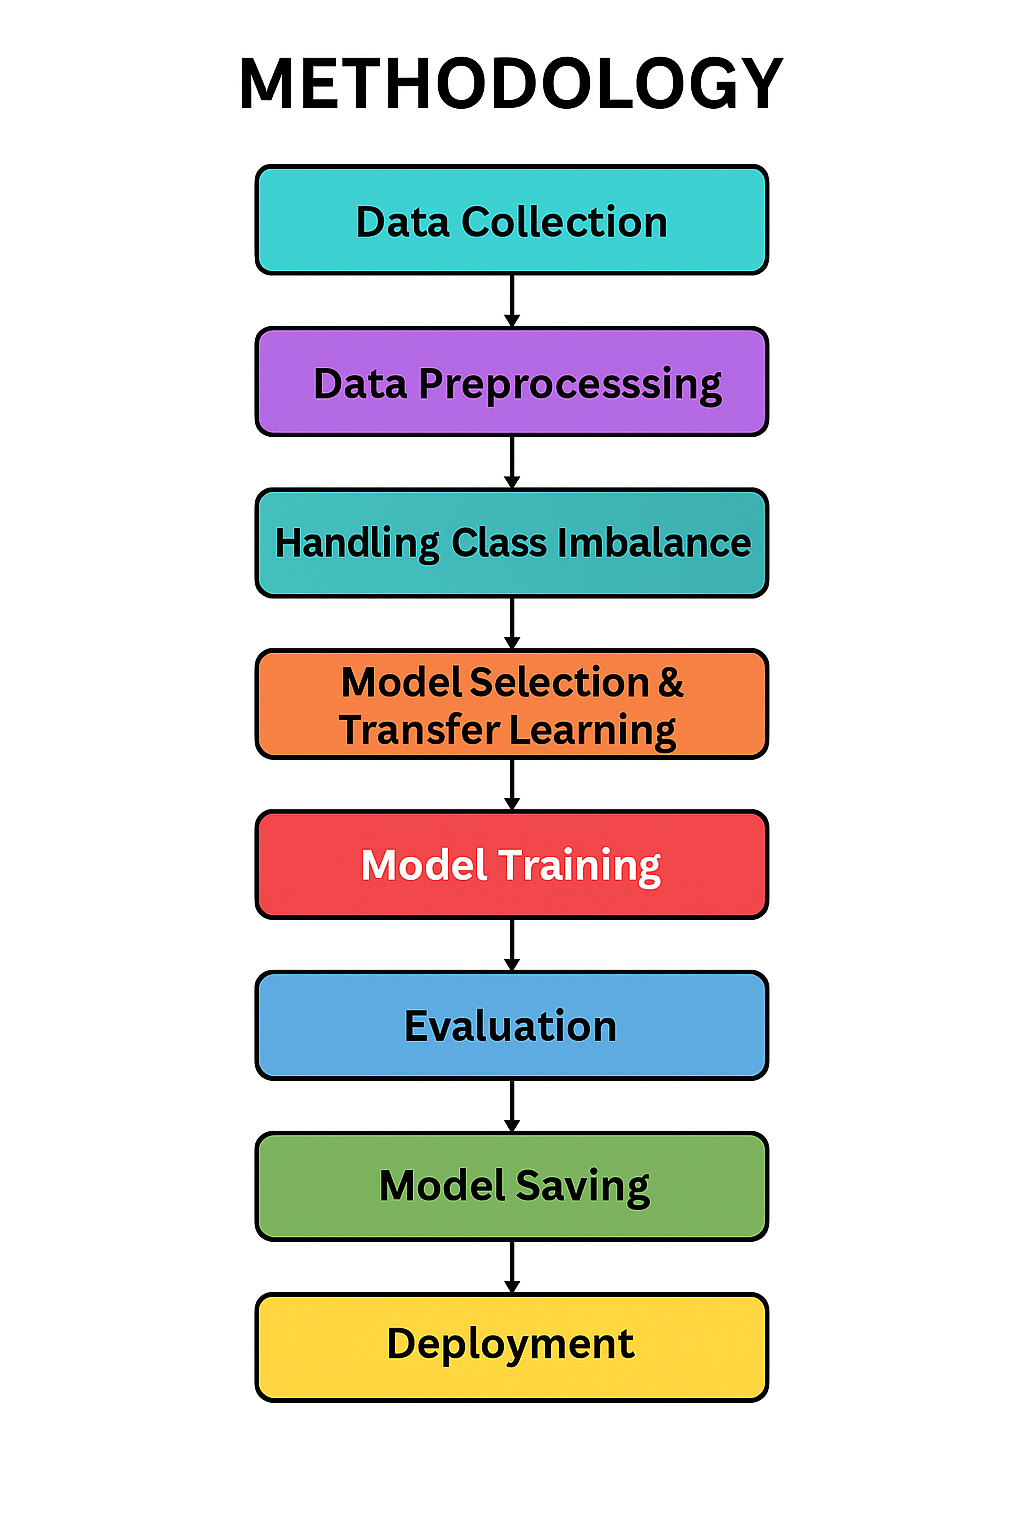 METHODOLOGY
Data Collection
Data Preprocesssing
Handling Class Imbalance
Model Selection &
Transfer Learning
Model Training
Evaluation
Model Saving
Deployment